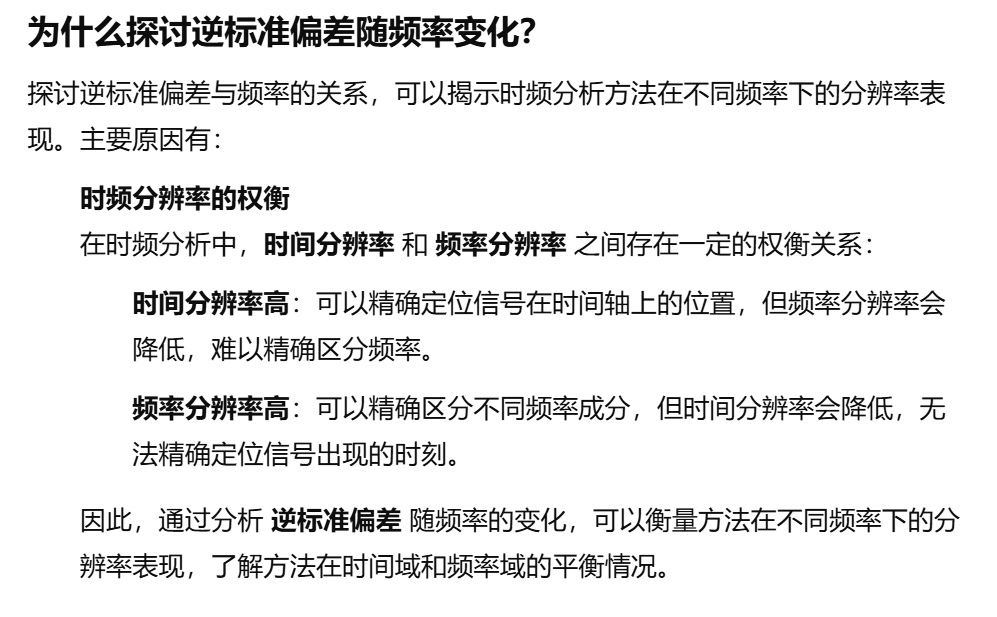 为什么探讨逆标准偏差随频率变化？
探讨逆标准偏差与频率的关系，可以揭示时频分析方法在不同频率下的分辨率表
现。主要原因有：
时频分辨率的权衡
在时频分析中，时间分辨率 和 频率分辨率 之间存在一定的权衡关系：
时间分辨率高：可以精确定位信号在时间轴上的位置，但频率分辨率会
降低，难以精确区分频率。
频率分辨率高：可以精确区分不同频率成分，但时间分辨率会降低，无
法精确定位信号出现的时刻。
因此，通过分析 逆标准偏差 随频率的变化，可以衡量方法在不同频率下的分
辨率表现，了解方法在时间域和频率域的平衡情况。